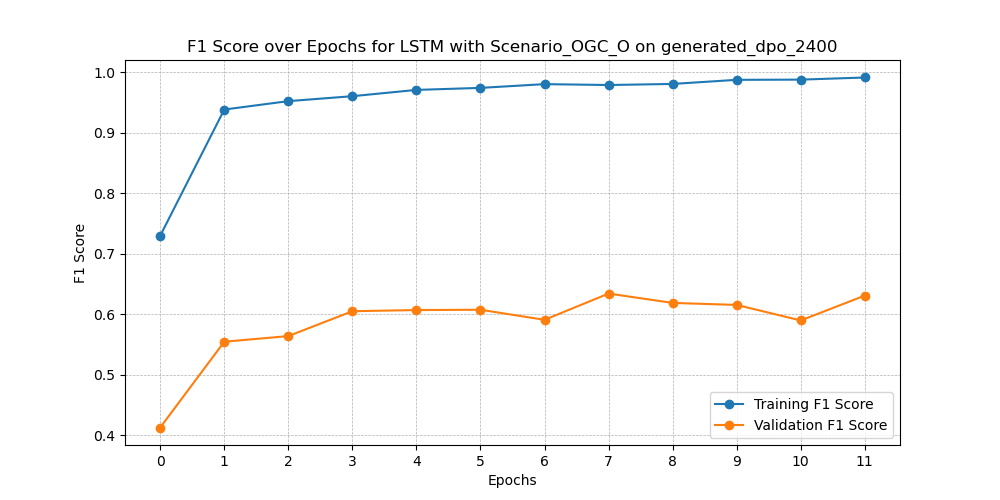 F1 Score over Epochs for LSTM with Scenario_OGC_O on generated_dpo_2400
F1 Score
1.0
0.9
0.8
0.7
0.6
0.5
0.4
Training F1 Score
Validation F1 Score
0 1 2 3 4 5 6 7 8 9 10 11
Epochs